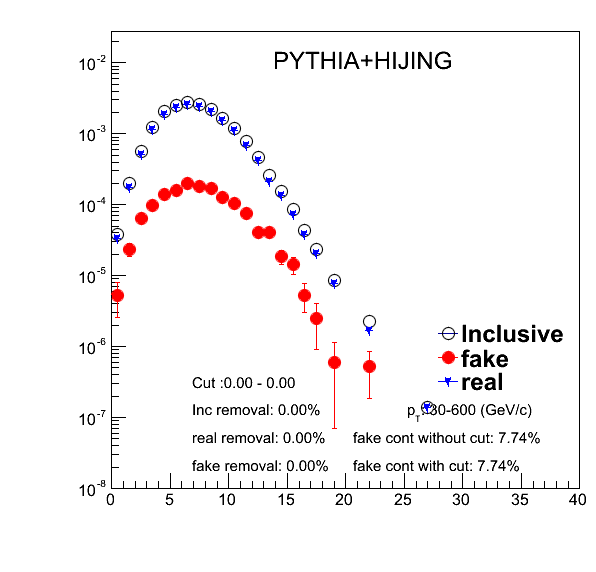 PYTHIA+HIJING
10-2
10-3
10-4
10-5
10-6
10-7
10-8
Inclusive
fake
real
Cut :0.00 - 0.00
Inc removal: 0.00%
pT:30-600 (GeV/c)
real removal: 0.00%
fake cont without cut: 7.74%
fake removal: 0.00%
fake cont with cut: 7.74%
0 5 10 15 20 25 30 35 40